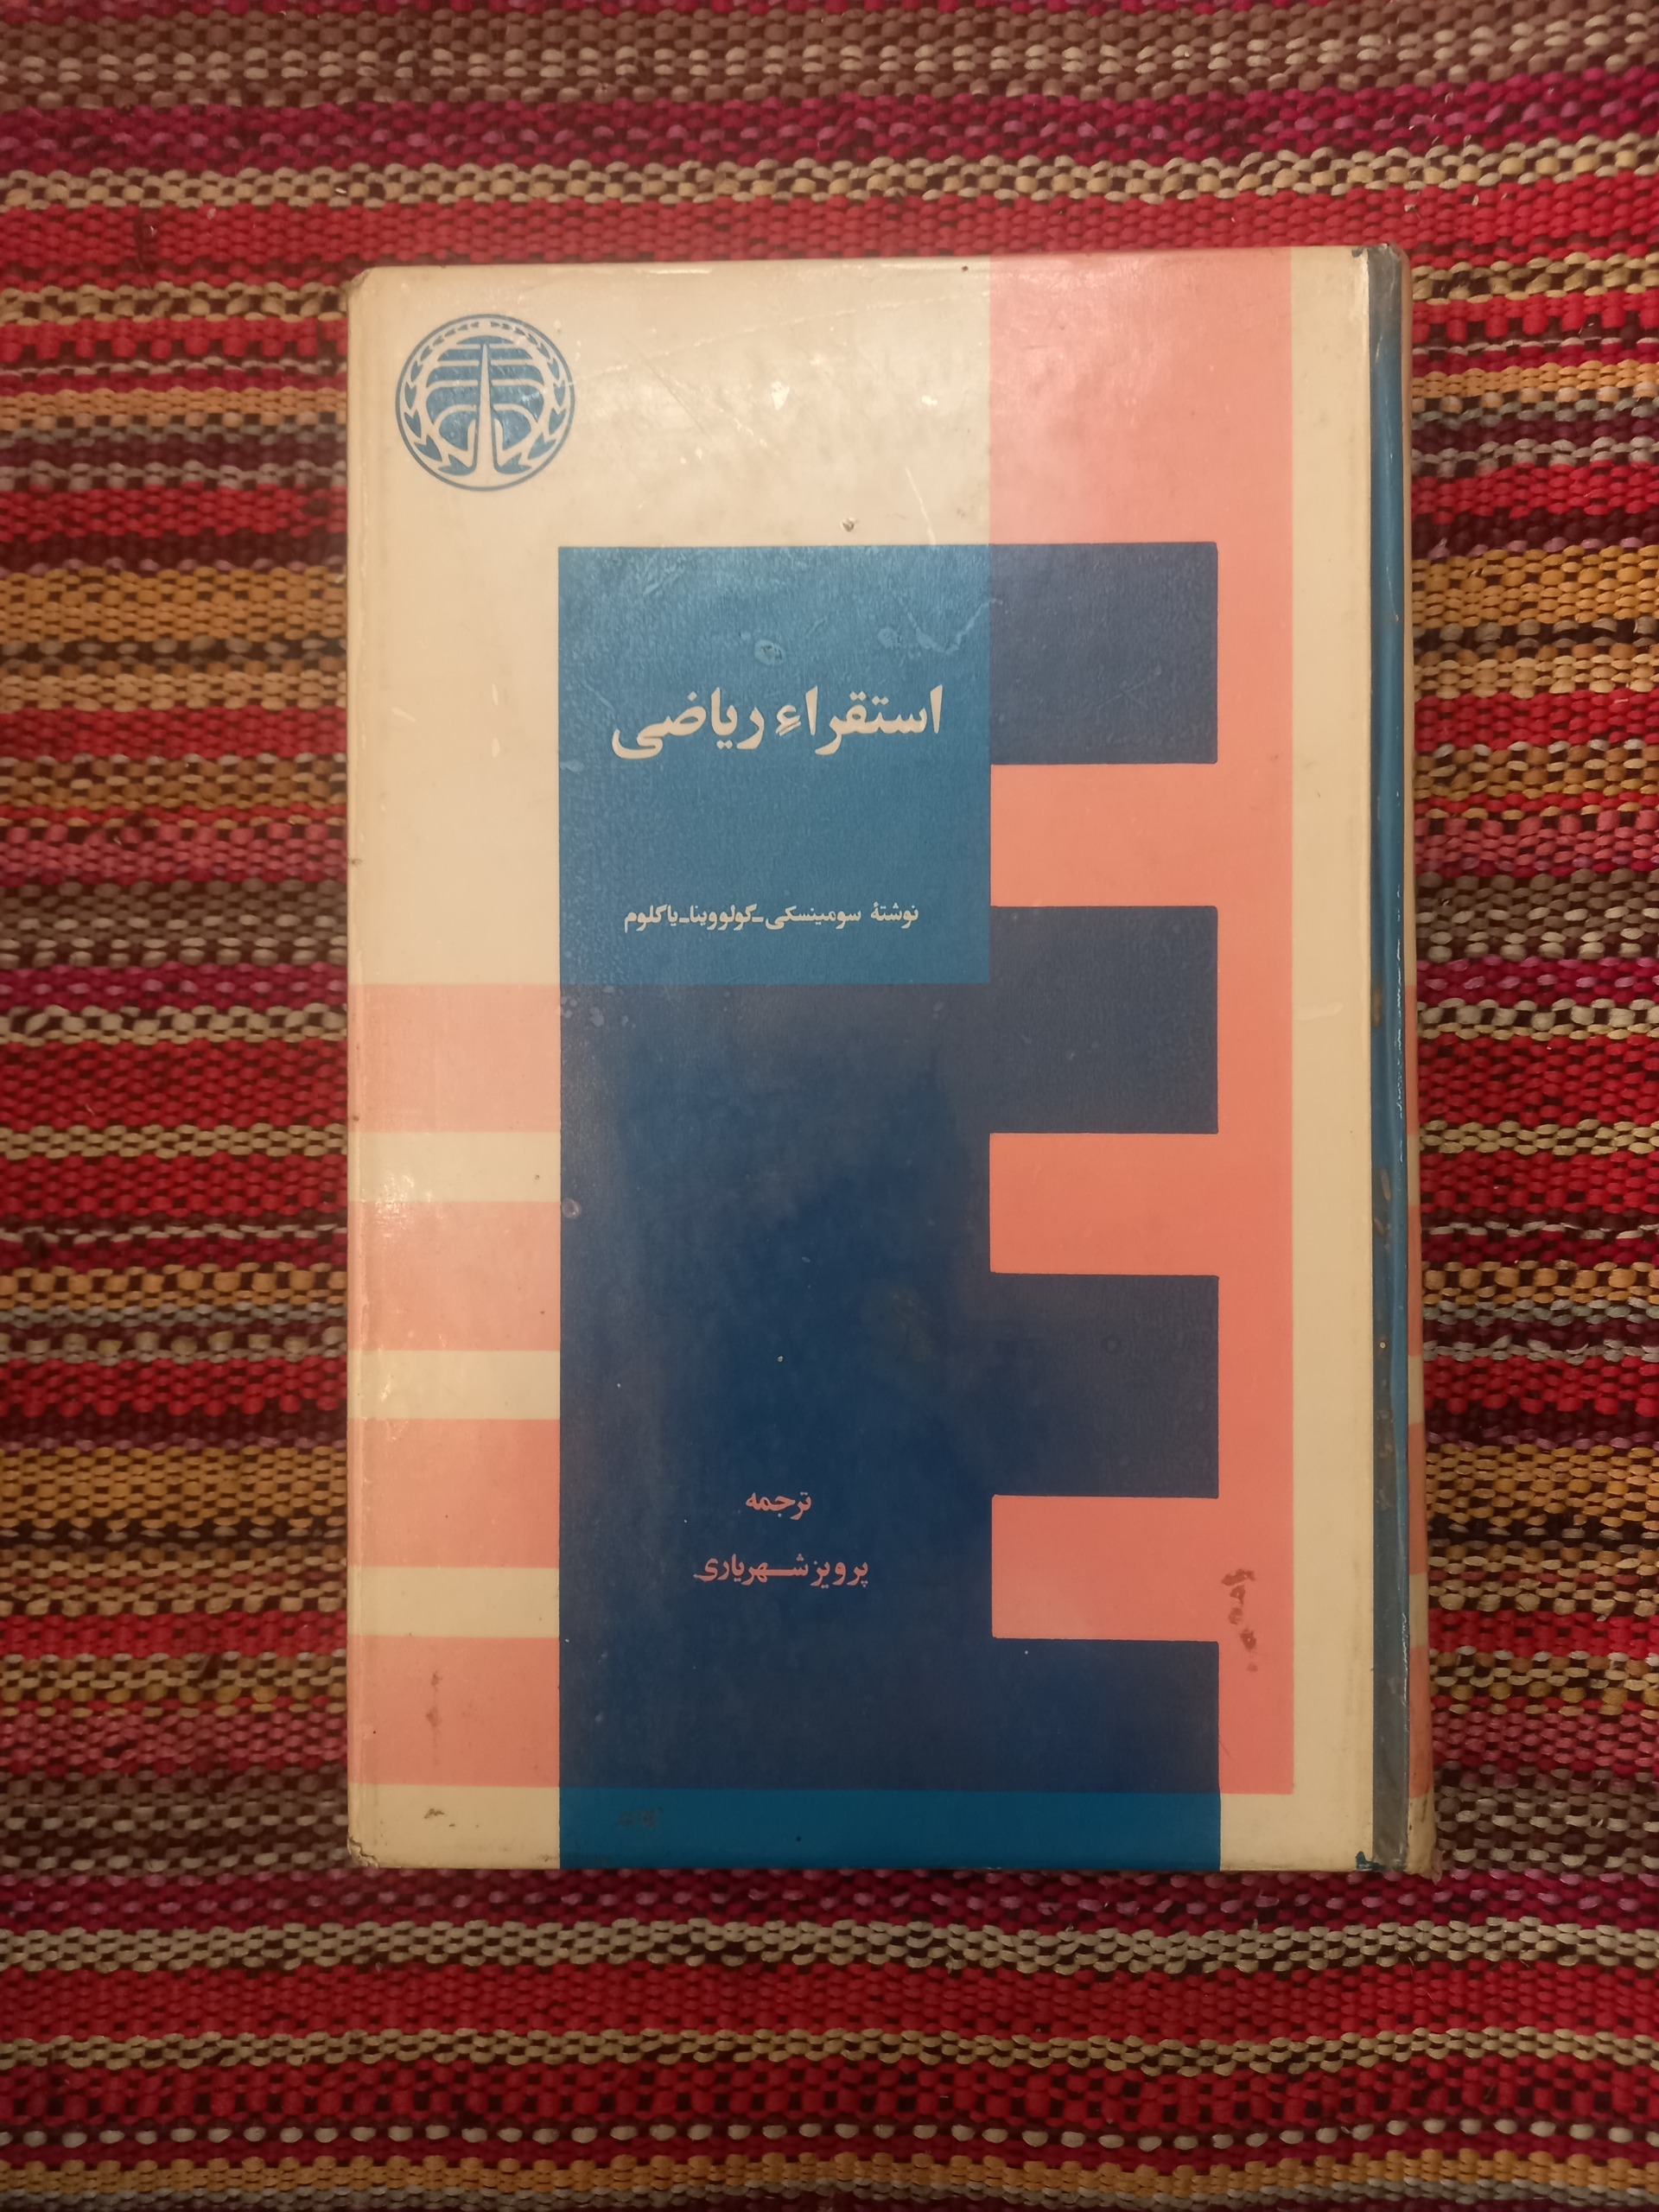 استقراءِ ریاضی
نوشتهٔ سومینسکی-گولووینا-یاگلوم
ترجمه
پرویز شهریاری